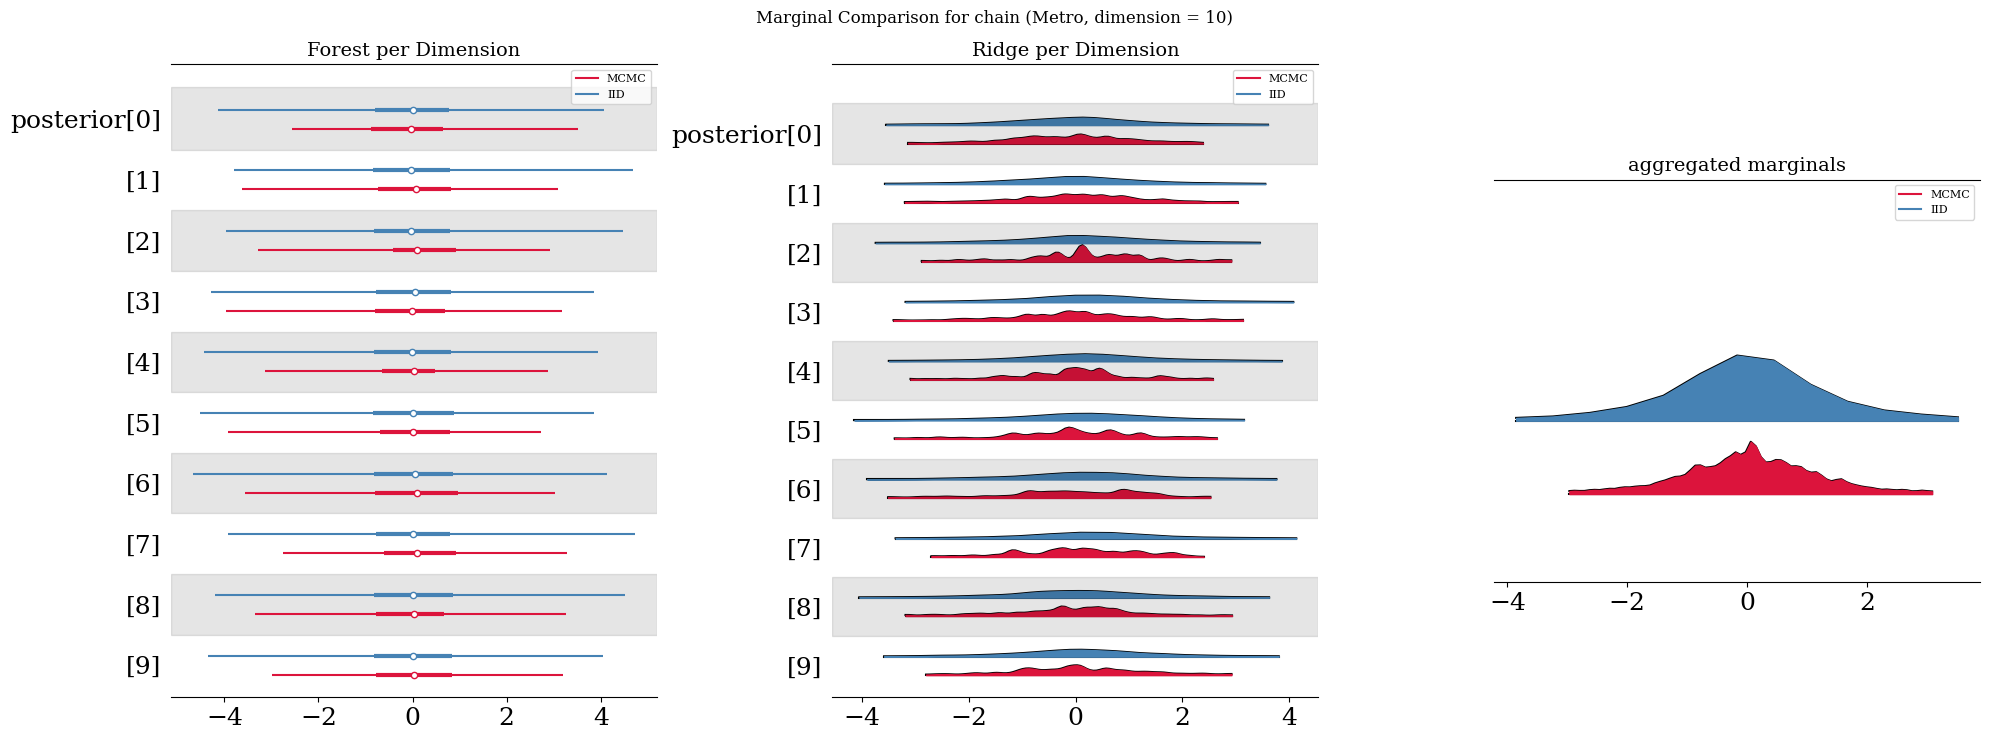 Marginal Comparison for chain (Metro, dimension = 10)
Forest per Dimension
MCMC
IID
posterior[0]
[1]
[2]
[3]
[4]
[5]
[6]
[7]
[8]
[9]
−4 −2 0 2 4
Ridge per Dimension
MCMC
IID
posterior[0]
[1]
[2]
[3]
[4]
[5]
[6]
[7]
[8]
[9]
−4 −2 0 2 4
aggregated marginals
MCMC
IID
−4 −2 0 2